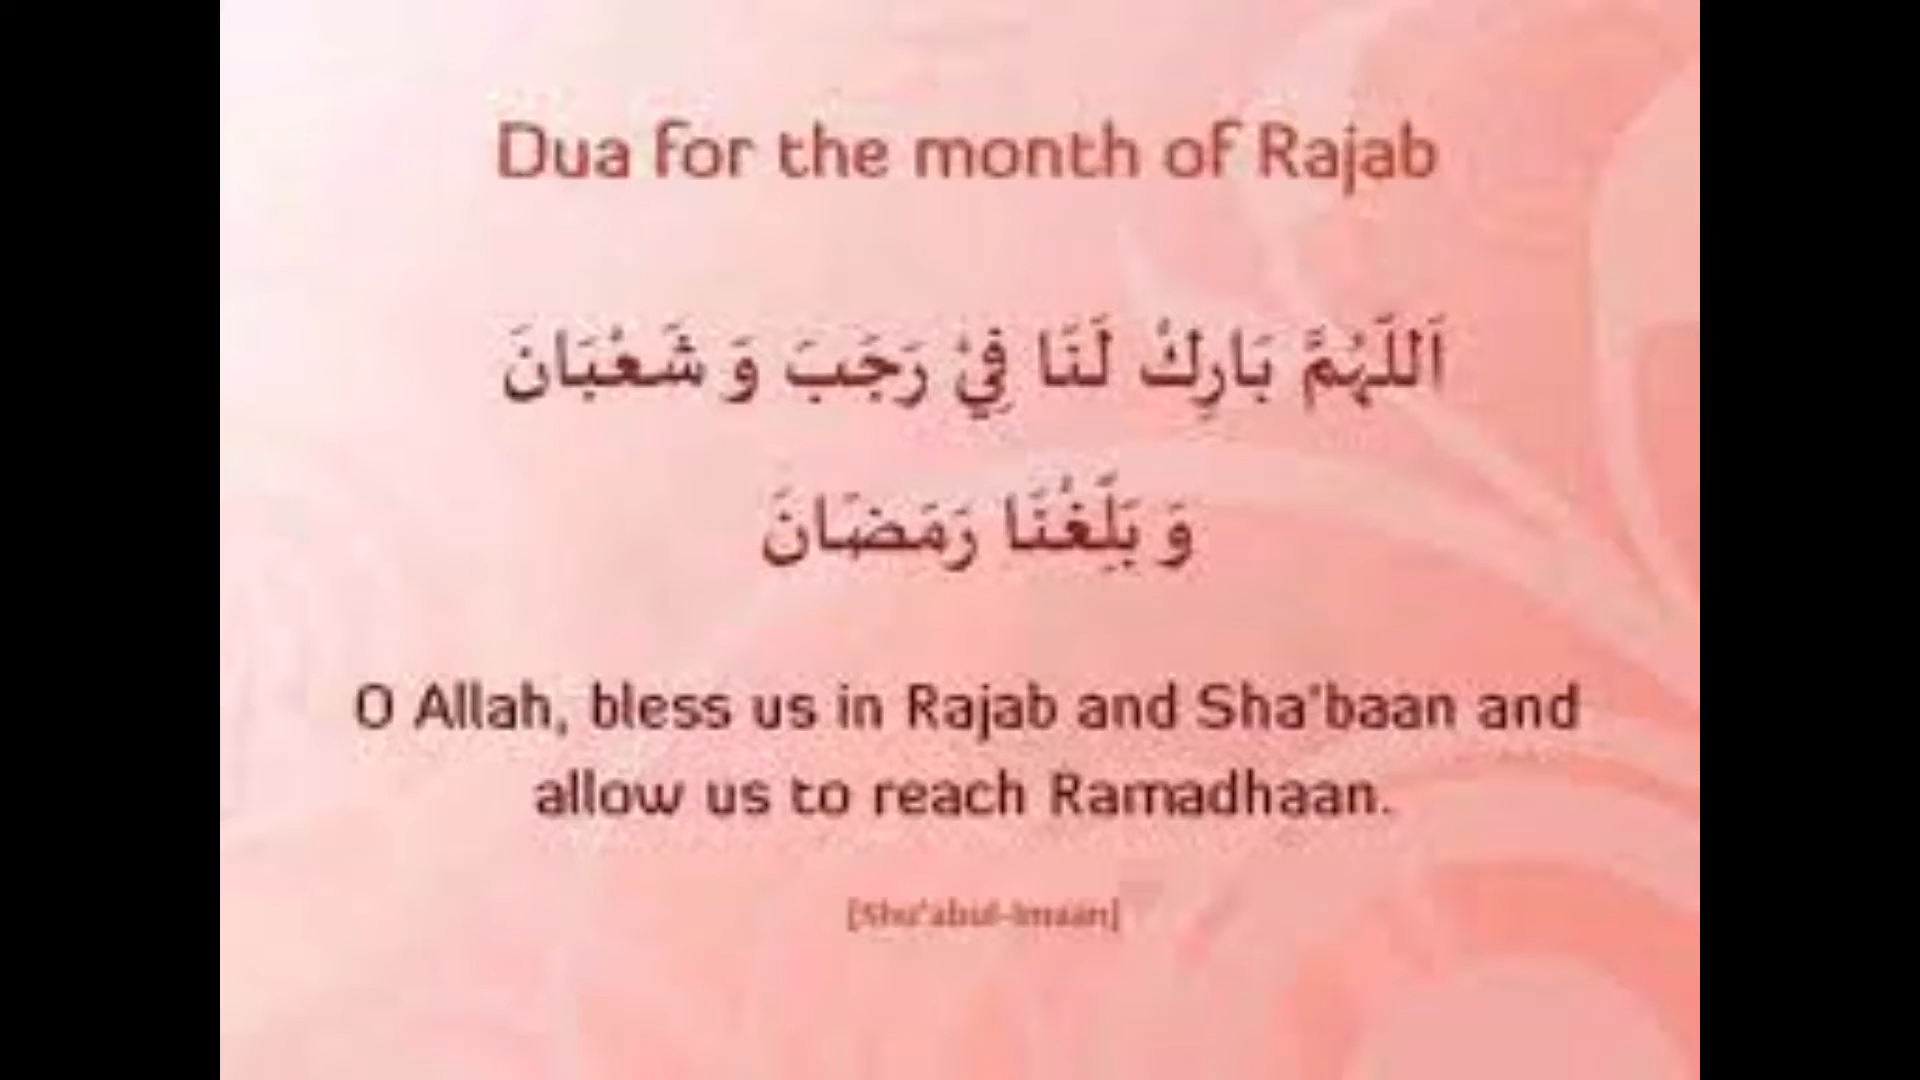 Dua for the month of Rajab
اَللّٰہُمَّ بَارِكْ لَنَا فِيْ رَجَبَ وَ شَعْبَانَ
وَ بَلِّغْنَا رَمَضَانَ
O Allah, bless us in Rajab and Sha'baan and
allow us to reach Ramadhaan.
[Shu'abul-Imaan]